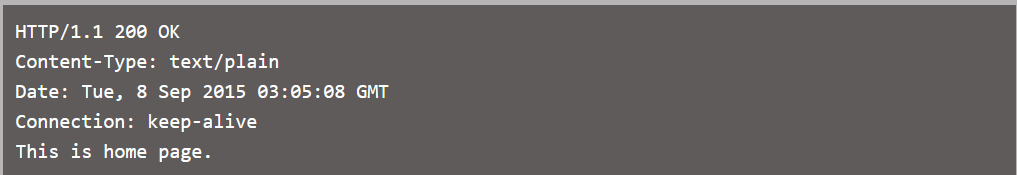 HTTP/1.1 200 OK
Content-Type: text/plain
Date: Tue, 8 Sep 2015 03:05:08 GMT
Connection: keep-alive
This is home page.